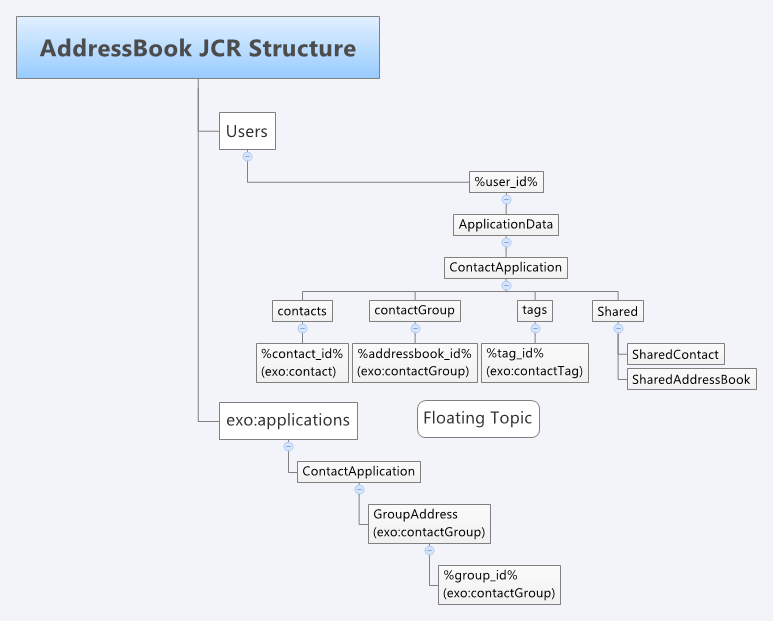 AddressBook JCR Structure
Users
%user_id%
ApplicationData
ContactApplication
contacts
contactGroup
tags
Shared
%contact_id%
(exo:contact)
%addressbook_id%
(exo:contactGroup)
%tag_id%
(exo:contactTag)
SharedContact
SharedAddressBook
exo:applications
Floating Topic
ContactApplication
GroupAddress
(exo:contactGroup)
%group_id%
(exo:contactGroup)